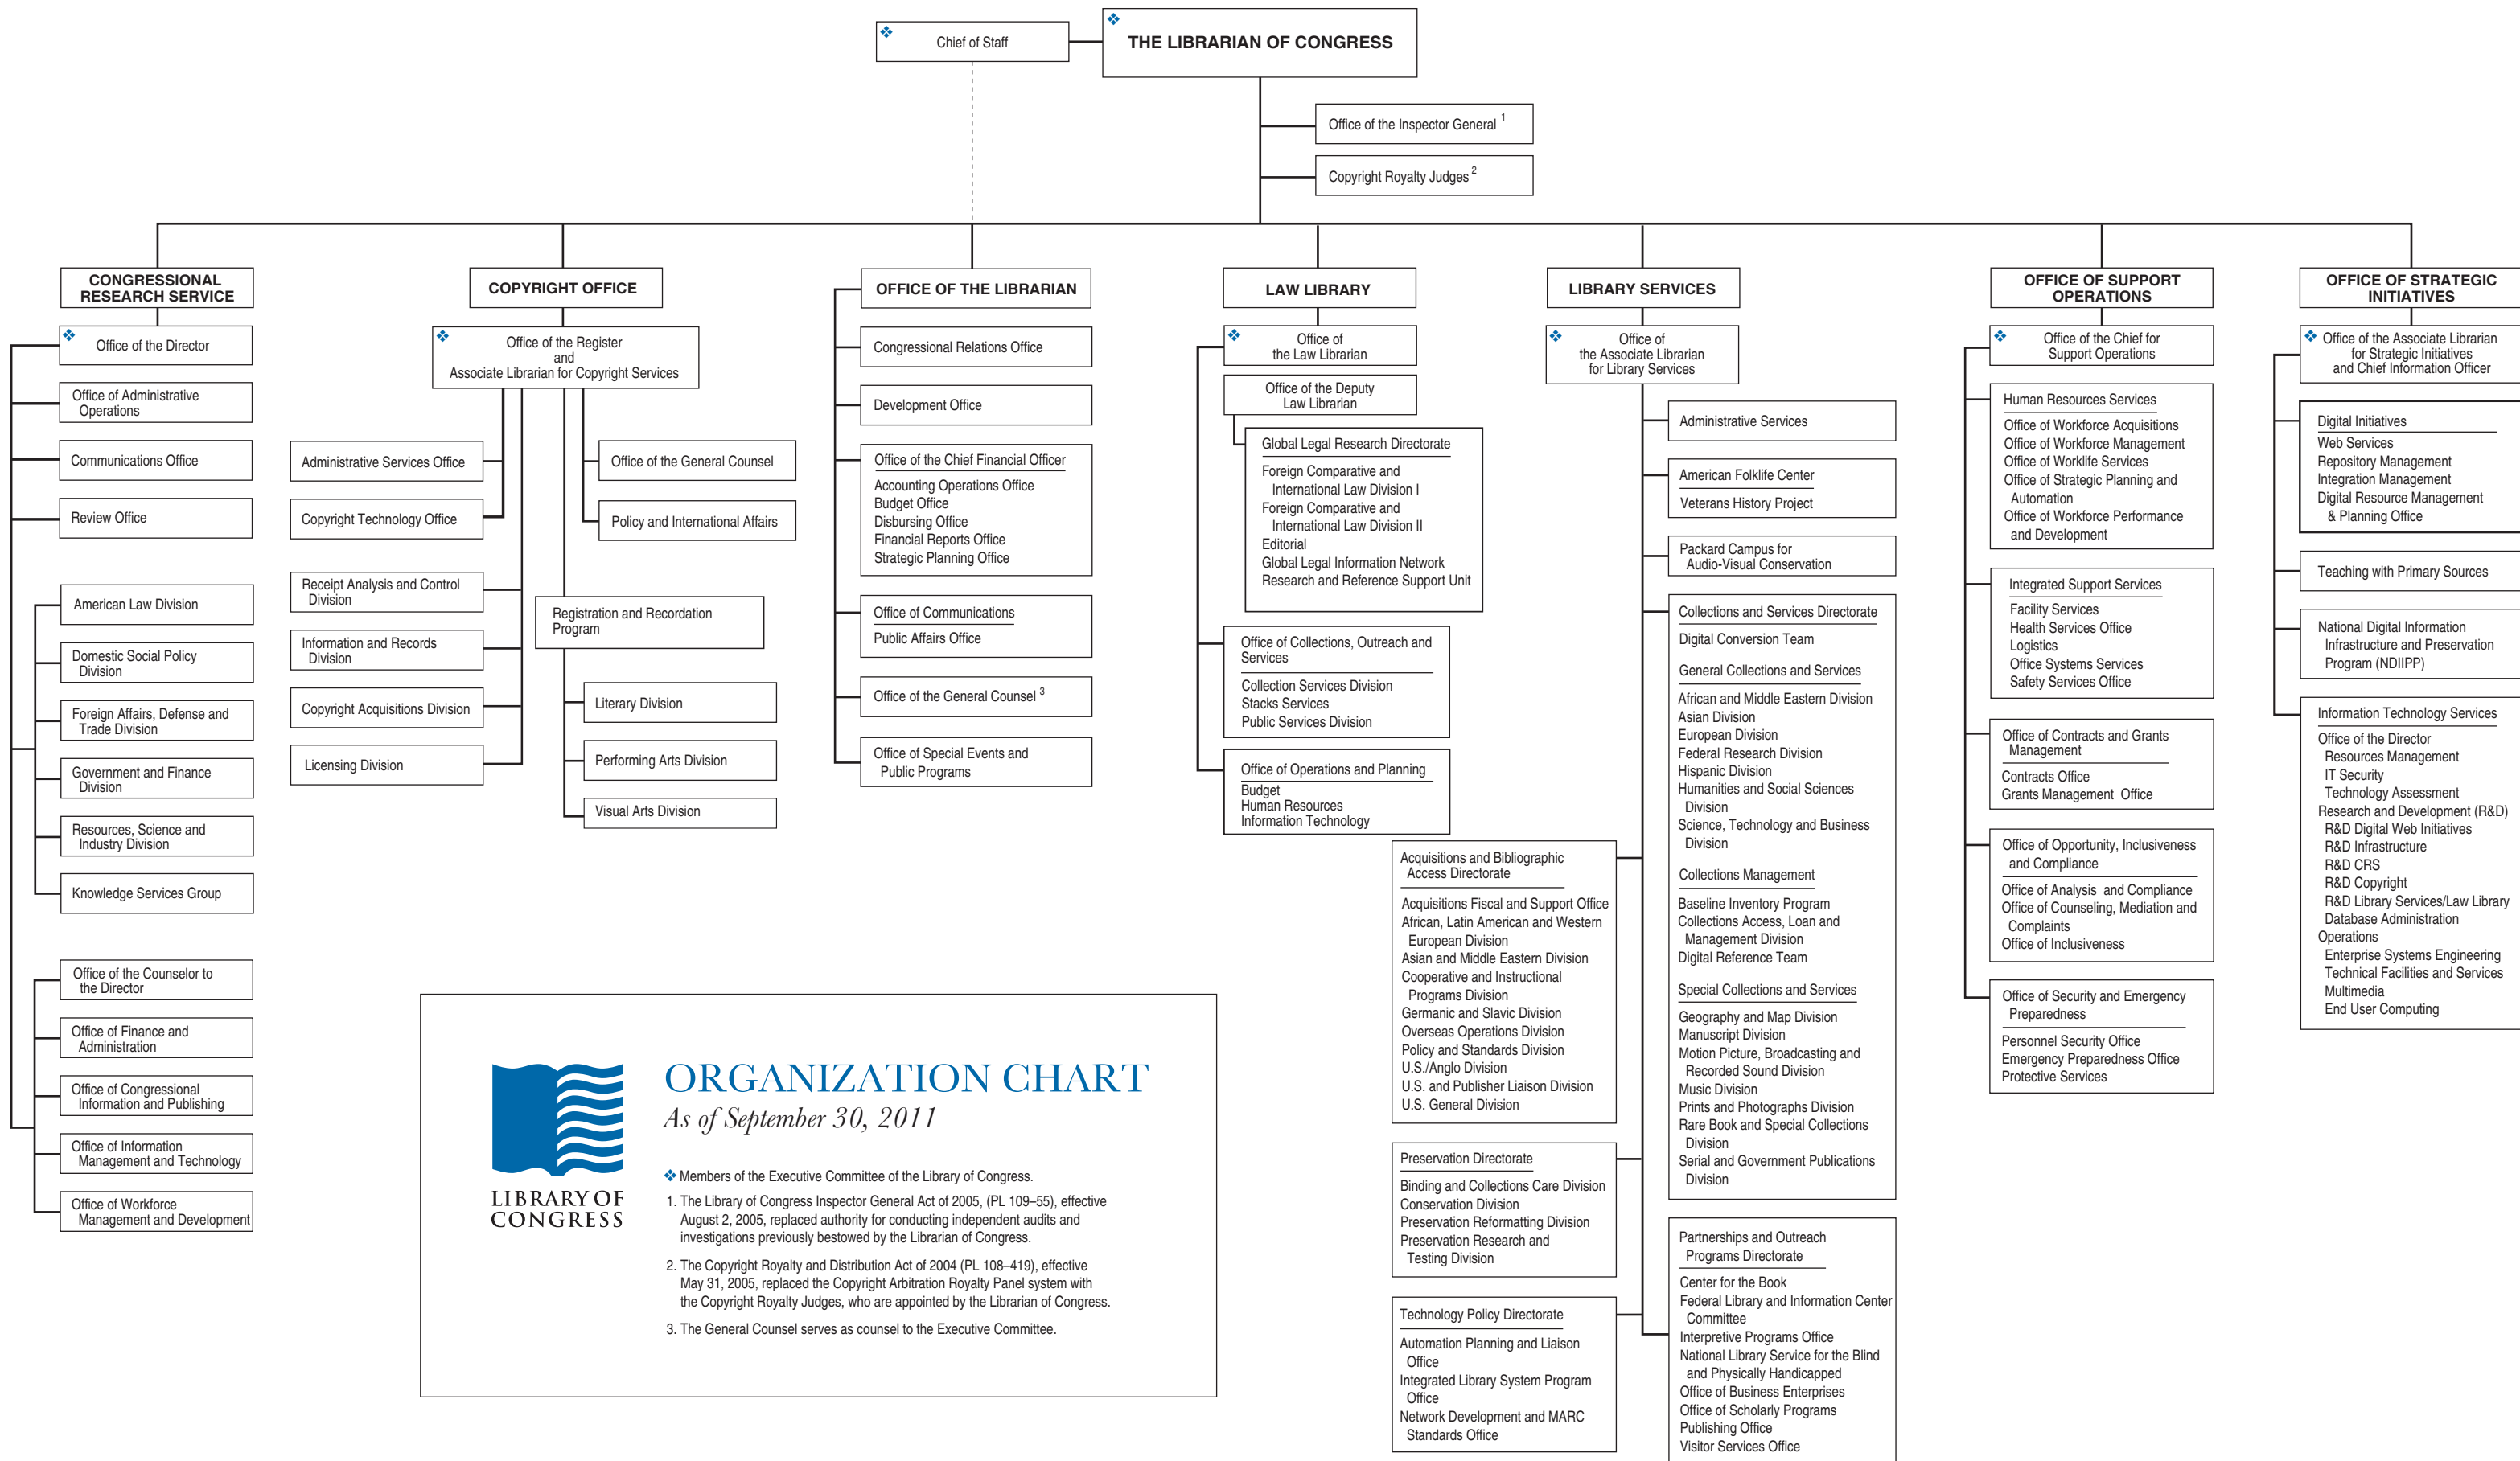 Chief of Staff
THE LIBRARIAN OF CONGRESS
Office of the Inspector General 1
Copyright Royalty Judges 2
CONGRESSIONAL
RESEARCH SERVICE
Office of the Director
Office of Administrative
Operations
Communications Office
Review Office
American Law Division
Domestic Social Policy
Division
Foreign Affairs, Defense and
Trade Division
Government and Finance
Division
Resources, Science and
Industry Division
Knowledge Services Group
Office of the Counselor to
the Director
Office of Finance and
Administration
Office of Congressional
Information and Publishing
Office of Information
Management and Technology
Office of Workforce
Management and Development
COPYRIGHT OFFICE
Office of the Register
and
Associate Librarian for Copyright Services
Administrative Services Office
Copyright Technology Office
Receipt Analysis and Control
Division
Information and Records
Division
Copyright Acquisitions Division
Licensing Division
Office of the General Counsel
Policy and International Affairs
Registration and Recordation
Program
Literary Division
Performing Arts Division
Visual Arts Division
OFFICE OF THE LIBRARIAN
Congressional Relations Office
Development Office
Office of the Chief Financial Officer
Accounting Operations Office
Budget Office
Disbursing Office
Financial Reports Office
Strategic Planning Office
Office of Communications
Public Affairs Office
Office of the General Counsel 3
Office of Special Events and
Public Programs
LAW LIBRARY
Office of
the Law Librarian
Office of the Deputy
Law Librarian
Global Legal Research Directorate
Foreign Comparative and
International Law Division I
Foreign Comparative and
International Law Division II
Editorial
Global Legal Information Network
Research and Reference Support Unit
Office of Collections, Outreach and
Services
Collection Services Division
Stacks Services
Public Services Division
Office of Operations and Planning
Budget
Human Resources
Information Technology
LIBRARY SERVICES
Office of
the Associate Librarian
for Library Services
Administrative Services
American Folklife Center
Veterans History Project
Packard Campus for
Audio-Visual Conservation
Collections and Services Directorate
Digital Conversion Team
General Collections and Services
African and Middle Eastern Division
Asian Division
European Division
Federal Research Division
Hispanic Division
Humanities and Social Sciences
Division
Science, Technology and Business
Division
Collections Management
Baseline Inventory Program
Collections Access, Loan and
Management Division
Digital Reference Team
Special Collections and Services
Geography and Map Division
Manuscript Division
Motion Picture, Broadcasting and
Recorded Sound Division
Music Division
Prints and Photographs Division
Rare Book and Special Collections
Division
Serial and Government Publications
Division
Partnerships and Outreach
Programs Directorate
Center for the Book
Federal Library and Information Center
Committee
Interpretive Programs Office
National Library Service for the Blind
and Physically Handicapped
Office of Business Enterprises
Office of Scholarly Programs
Publishing Office
Visitor Services Office
Acquisitions and Bibliographic
Access Directorate
Acquisitions Fiscal and Support Office
African, Latin American and Western
European Division
Asian and Middle Eastern Division
Cooperative and Instructional
Programs Division
Germanic and Slavic Division
Overseas Operations Division
Policy and Standards Division
U.S./Anglo Division
U.S. and Publisher Liaison Division
U.S. General Division
Preservation Directorate
Binding and Collections Care Division
Conservation Division
Preservation Reformatting Division
Preservation Research and
Testing Division
Technology Policy Directorate
Automation Planning and Liaison
Office
Integrated Library System Program
Office
Network Development and MARC
Standards Office
OFFICE OF SUPPORT
OPERATIONS
Office of the Chief for
Support Operations
Human Resources Services
Office of Workforce Acquisitions
Office of Workforce Management
Office of Worklife Services
Office of Strategic Planning and
Automation
Office of Workforce Performance
and Development
Integrated Support Services
Facility Services
Health Services Office
Logistics
Office Systems Services
Safety Services Office
Office of Contracts and Grants
Management
Contracts Office
Grants Management Office
Office of Opportunity, Inclusiveness
and Compliance
Office of Analysis and Compliance
Office of Counseling, Mediation and
Complaints
Office of Inclusiveness
Office of Security and Emergency
Preparedness
Personnel Security Office
Emergency Preparedness Office
Protective Services
OFFICE OF STRATEGIC
INITIATIVES
Office of the Associate Librarian
for Strategic Initiatives
and Chief Information Officer
Digital Initiatives
Web Services
Repository Management
Integration Management
Digital Resource Management
& Planning Office
Teaching with Primary Sources
National Digital Information
Infrastructure and Preservation
Program (NDIIPP)
Information Technology Services
Office of the Director
Resources Management
IT Security
Technology Assessment
Research and Development (R&D)
R&D Digital Web Initiatives
R&D Infrastructure
R&D CRS
R&D Copyright
R&D Library Services/Law Library
Database Administration
Operations
Enterprise Systems Engineering
Technical Facilities and Services
Multimedia
End User Computing
LIBRARY OF
CONGRESS
ORGANIZATION CHART
As of September 30, 2011
❖ Members of the Executive Committee of the Library of Congress.
1. The Library of Congress Inspector General Act of 2005, (PL 109–55), effective
August 2, 2005, replaced authority for conducting independent audits and
investigations previously bestowed by the Librarian of Congress.
2. The Copyright Royalty and Distribution Act of 2004 (PL 108–419), effective
May 31, 2005, replaced the Copyright Arbitration Royalty Panel system with
the Copyright Royalty Judges, who are appointed by the Librarian of Congress.
3. The General Counsel serves as counsel to the Executive Committee.